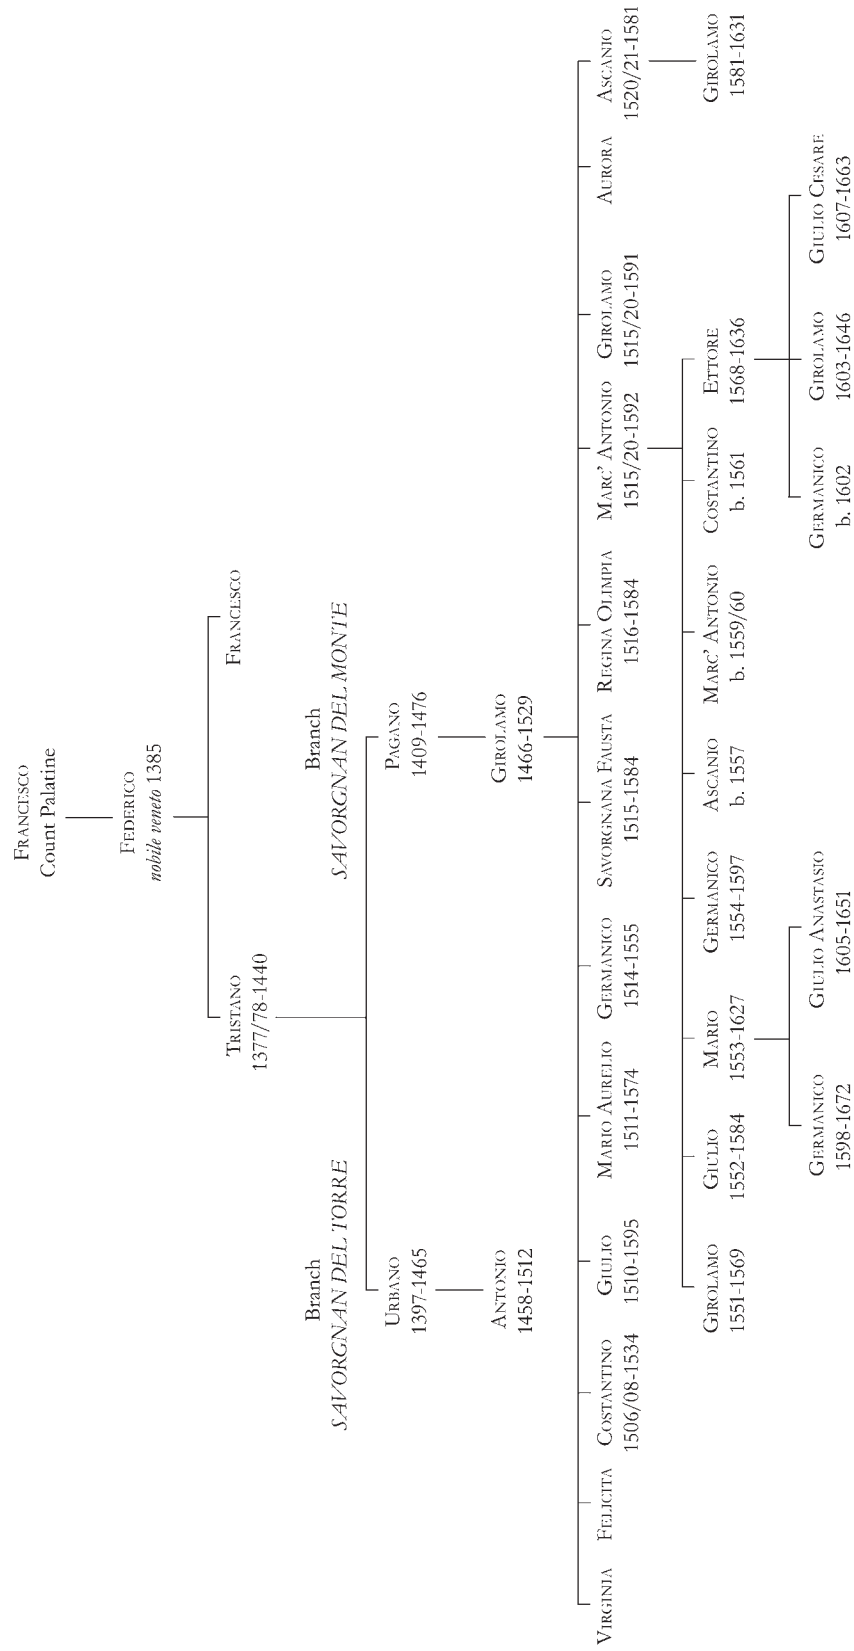 FRANCESCO
Count Palatine
FEDERICO
nobile veneto 1385
TRISTANO
1377/78-1440
FRANCESCO
Branch
SAVORGNAN DEL TORRE
Branch
SAVORGNAN DEL MONTE
URBANO
1397-1465
PAGANO
1409-1476
ANTONIO
1458-1512
GIROLAMO
1466-1529
VIRGINIA
FELICITA
COSTANTINO
1506/08-1534
GIULIO
1510-1595
MARIO AURELIO
1511-1574
GERMANICO
1514-1555
SAVORGNANA FAUSTA
1515-1584
REGINA OLIMPIA
1516-1584
MARC' ANTONIO
1515/20-1592
GIROLAMO
1515/20-1591
AURORA
ASCANIO
1520/21-1581
GIROLAMO
1551-1569
GIULIO
1552-1584
MARIO
1553-1627
GERMANICO
1554-1597
ASCANIO
b. 1557
MARC' ANTONIO
b. 1559/60
COSTANTINO
b. 1561
ETTORE
1568-1636
GIROLAMO
1581-1631
GERMANICO
1598-1672
GIULIO ANASTASIO
1605-1651
GERMANICO
b. 1602
GIROLAMO
1603-1646
GIULIO CESARE
1607-1663